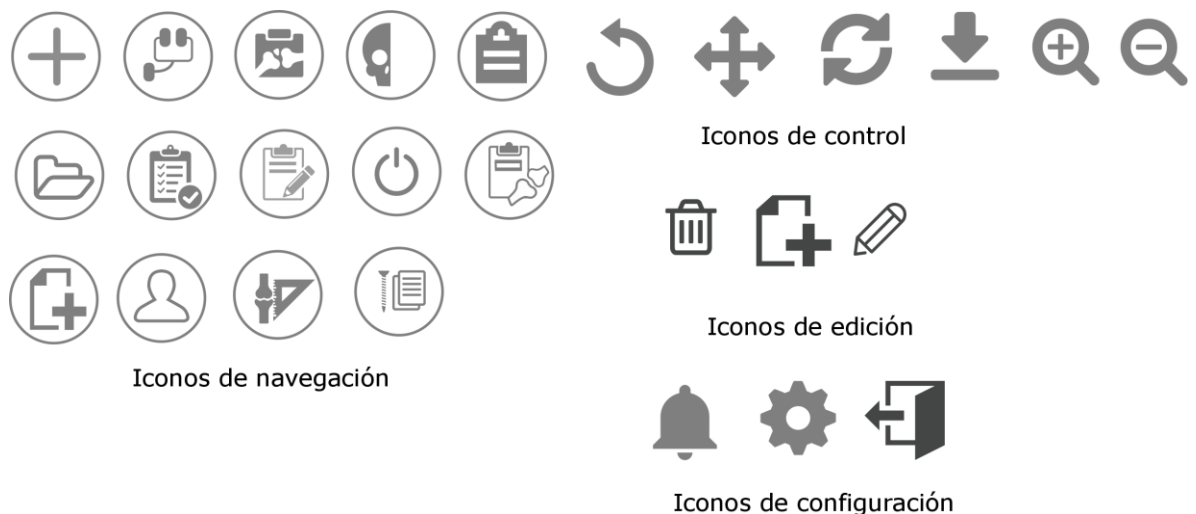 Iconos de control
Iconos de edición
Iconos de navegación
Iconos de configuración